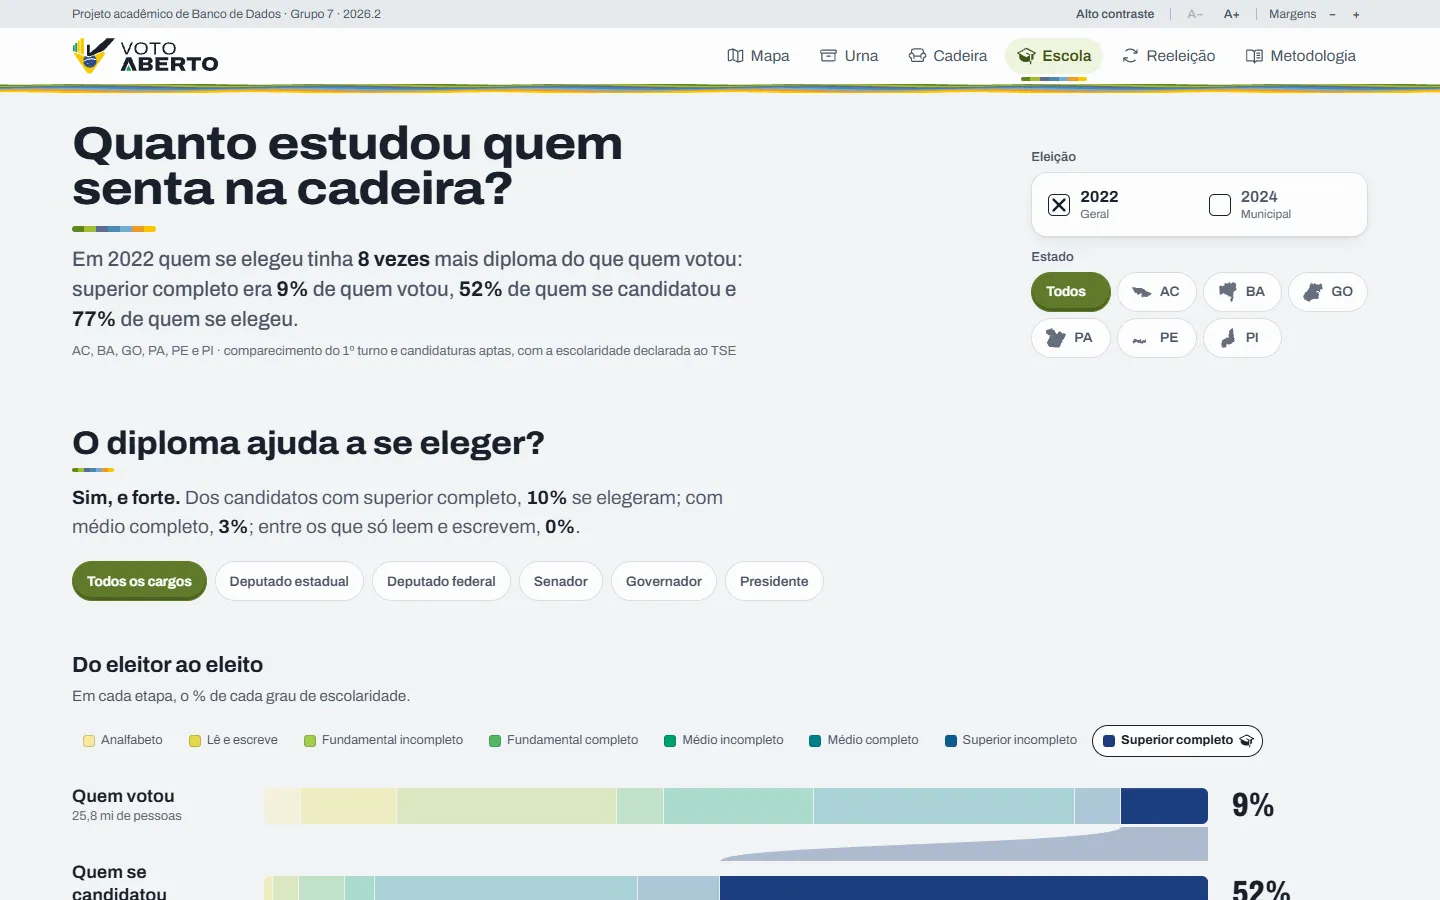 Projeto acadêmico de Banco de Dados · Grupo 7 · 2026.2
Alto contraste
A−
A+
Margens − +
VOTO
ABERTO
Mapa
Urna
Cadeira
Escola
Reeleição
Metodologia
Quanto estudou quem
senta na cadeira?
Em 2022 quem se elegeu tinha 8 vezes mais diploma do que quem votou:
superior completo era 9% de quem votou, 52% de quem se candidatou e
77% de quem se elegeu.
AC, BA, GO, PA, PE e PI · comparecimento do 1º turno e candidaturas aptas, com a escolaridade declarada ao TSE
Eleição
2022
Geral
2024
Municipal
Estado
Todos
AC
BA
GO
PA
PE
PI
O diploma ajuda a se eleger?
Sim, e forte. Dos candidatos com superior completo, 10% se elegeram; com
médio completo, 3%; entre os que só leem e escrevem, 0%.
Todos os cargos
Deputado estadual
Deputado federal
Senador
Governador
Presidente
Do eleitor ao eleito
Em cada etapa, o % de cada grau de escolaridade.
Analfabeto
Lê e escreve
Fundamental incompleto
Fundamental completo
Médio incompleto
Médio completo
Superior incompleto
Superior completo
Quem votou
25,8 mi de pessoas
9%
Quem se
candidatou
52%